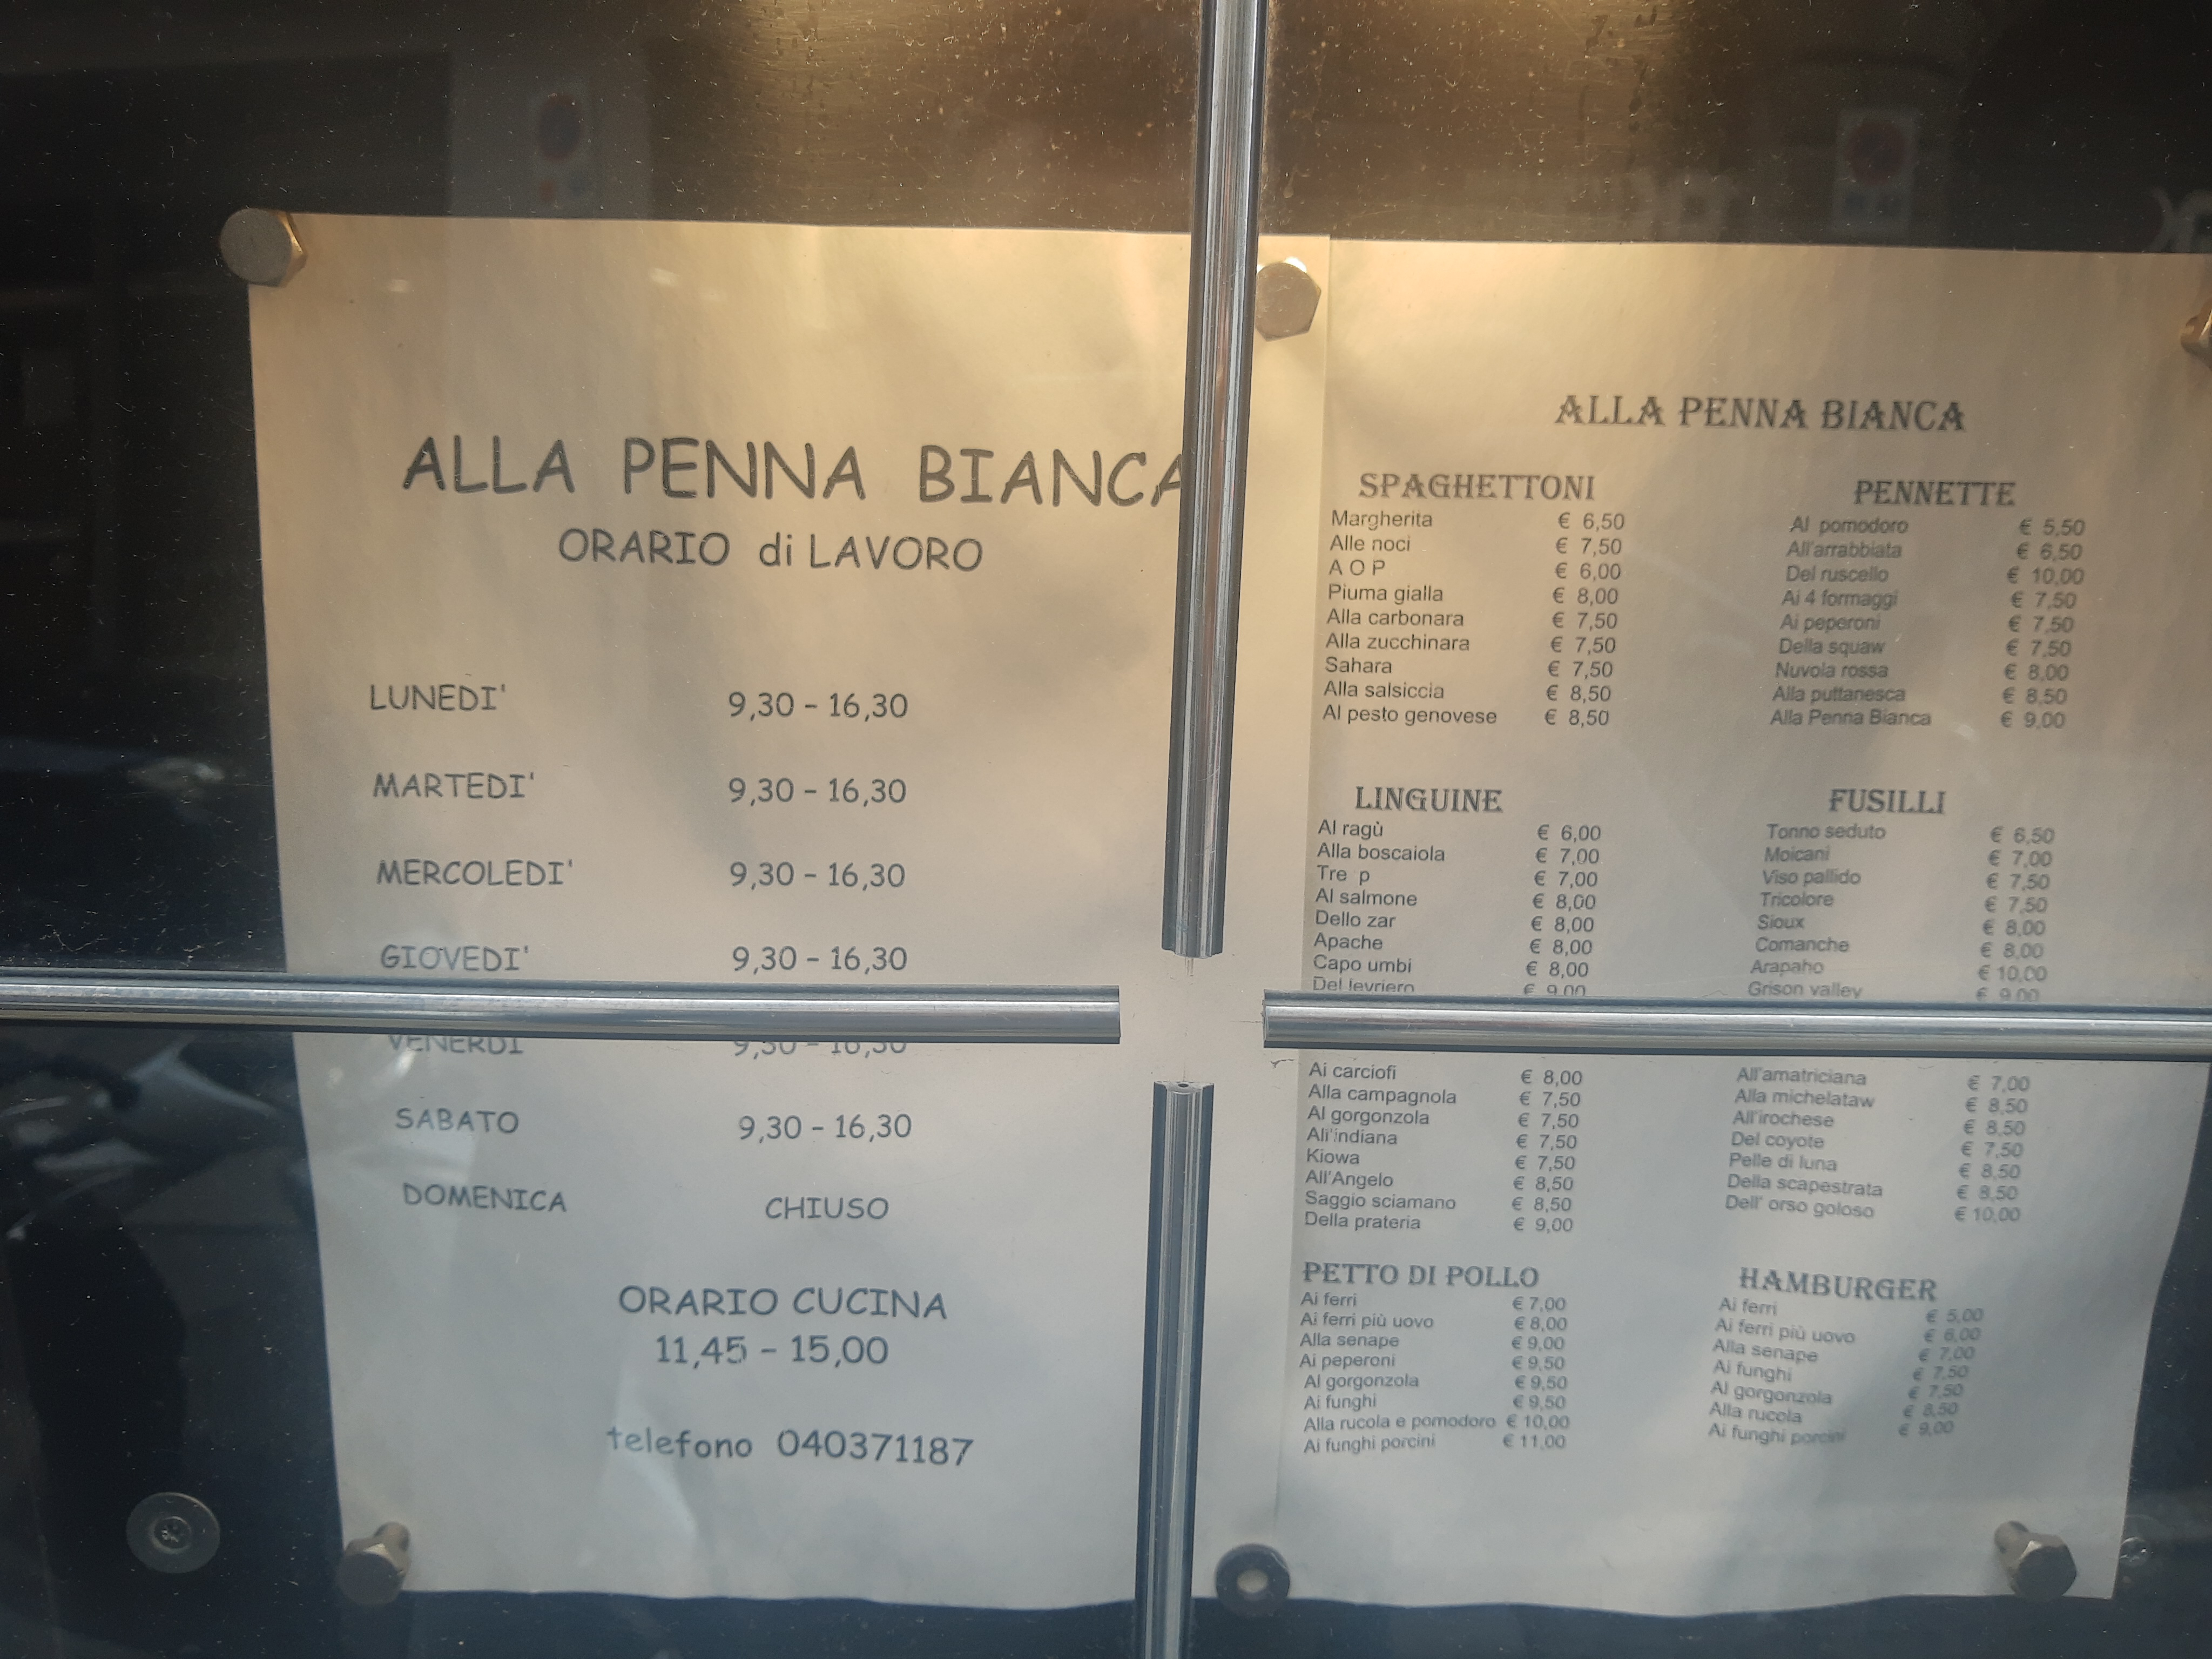 ALLA PENNA BIANCA
ORARIO di LAVORO
LUNEDI' 9,30 - 16,30
MARTEDI' 9,30 - 16,30
MERCOLEDI' 9,30 - 16,30
GIOVEDI' 9,30 - 16,30
VENERDI 9,30 - 16,30
SABATO 9,30 - 16,30
DOMENICA CHIUSO
ORARIO CUCINA
11,45 - 15,00
telefono 040371187
ALLA PENNA BIANCA
SPAGHETTONI
Margherita € 6,50
Alle noci € 7,50
A O P € 6,00
Piuma gialla € 8,00
Alla carbonara € 7,50
Alla zucchinara € 7,50
Sahara € 7,50
Alla salsiccia € 8,50
Al pesto genovese € 8,50
PENNETTE
Al pomodoro € 5,50
All'arrabbiata € 6,50
Del ruscello € 10,00
Ai 4 formaggi € 7,50
Ai peperoni € 7,50
Della squaw € 7,50
Nuvola rossa € 8,00
Alla puttanesca € 8,50
Alla Penna Bianca € 9,00
LINGUINE
Al ragù € 6,00
Alla boscaiola € 7,00
Tre p € 7,00
Al salmone € 8,00
Dello zar € 8,00
Apache € 8,00
Capo umbi € 8,00
Del levriero € 9,00
FUSILLI
Tonno seduto € 6,50
Moicani € 7,00
Viso pallido € 7,50
Tricolore € 7,50
Sioux € 8,00
Comanche € 8,00
Arapaho € 10,00
Grison valley € 9,00
Ai carciofi € 8,00
Alla campagnola € 7,50
Al gorgonzola € 7,50
All'indiana € 7,50
Kiowa € 7,50
All'Angelo € 8,50
Saggio sciamano € 8,50
Della prateria € 9,00
All'amatriciana € 7,00
Alla michelataw € 8,50
All'irochese € 8,50
Del coyote € 7,50
Pelle di luna € 8,50
Della scapestrata € 8,50
Dell' orso goloso € 10,00
PETTO DI POLLO
Ai ferri € 7,00
Ai ferri più uovo € 8,00
Alla senape € 9,00
Ai peperoni € 9,50
Al gorgonzola € 9,50
Ai funghi € 9,50
Alla rucola e pomodoro € 10,00
Ai funghi porcini € 11,00
HAMBURGER
Ai ferri € 5,00
Ai ferri più uovo € 6,00
Alla senape € 7,00
Ai funghi € 7,50
Al gorgonzola € 7,50
Alla rucola € 8,50
Ai funghi porcini € 9,00